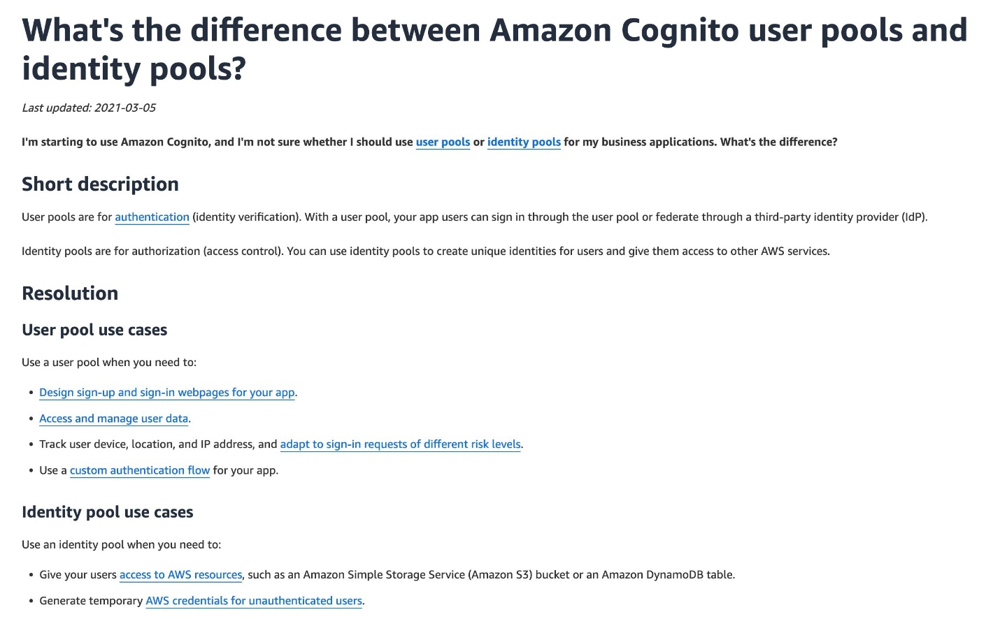 What's the difference between Amazon Cognito user pools and
identity pools?
Last updated: 2021-03-05
I'm starting to use Amazon Cognito, and I'm not sure whether I should use user pools or identity pools for my business applications. What's the difference?
Short description
User pools are for authentication (identity verification). With a user pool, your app users can sign in through the user pool or federate through a third-party identity provider (IdP).
Identity pools are for authorization (access control). You can use identity pools to create unique identities for users and give them access to other AWS services.
Resolution
User pool use cases
Use a user pool when you need to:
• Design sign-up and sign-in webpages for your app.
• Access and manage user data.
• Track user device, location, and IP address, and adapt to sign-in requests of different risk levels.
• Use a custom authentication flow for your app.
Identity pool use cases
Use an identity pool when you need to:
• Give your users access to AWS resources, such as an Amazon Simple Storage Service (Amazon S3) bucket or an Amazon DynamoDB table.
• Generate temporary AWS credentials for unauthenticated users.